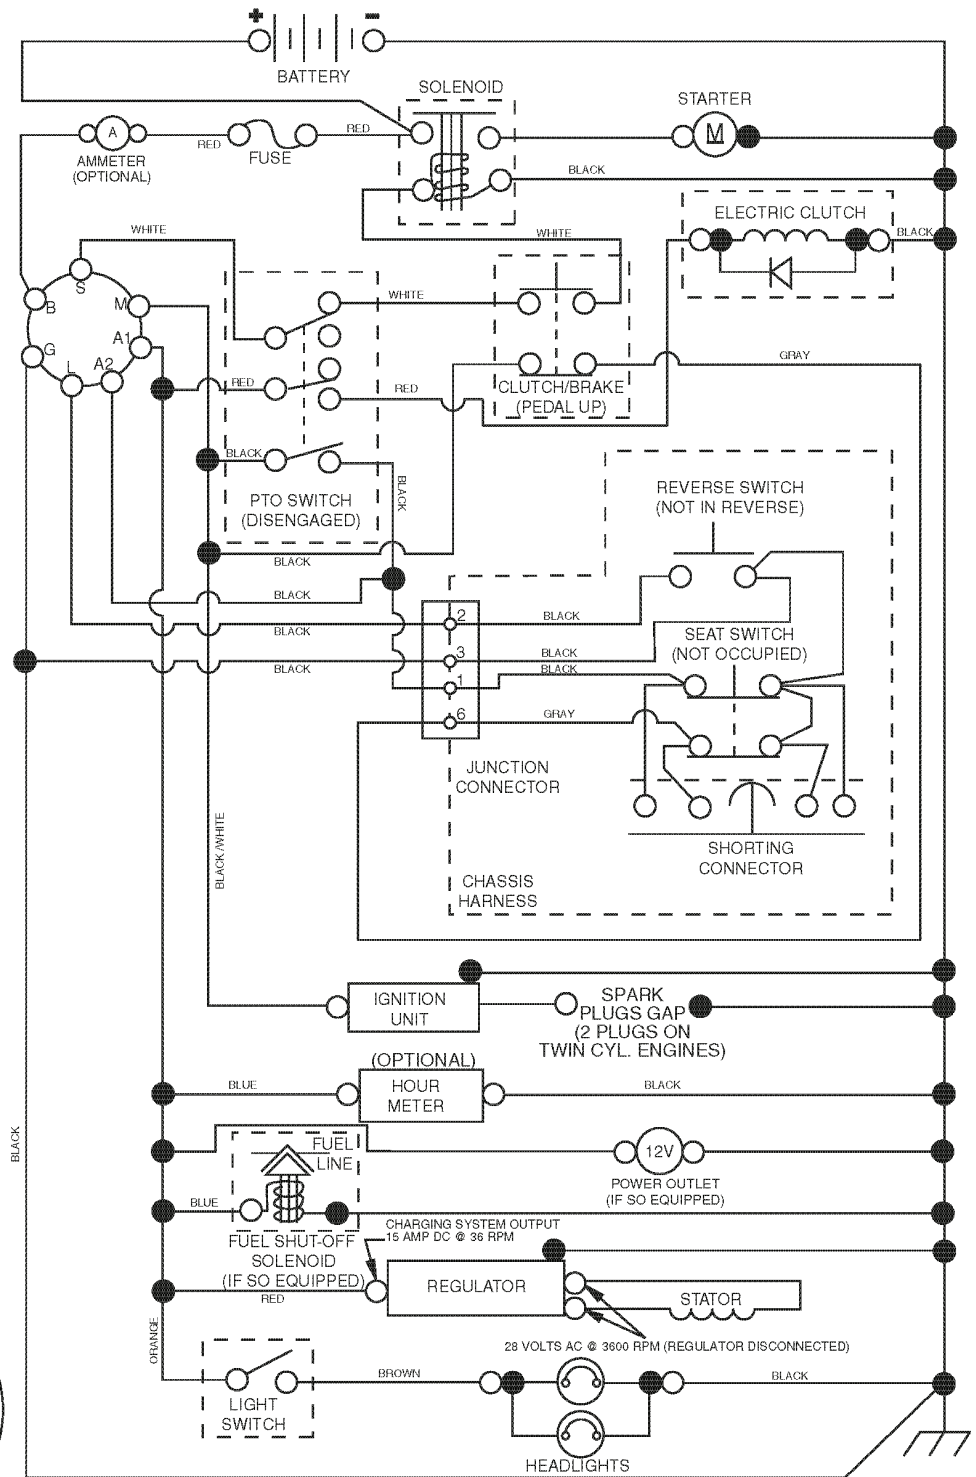 + -
BATTERY
SOLENOID
STARTER
M
A
AMMETER
(OPTIONAL)
RED
FUSE
RED
BLACK
ELECTRIC CLUTCH
BLACK
WHITE
WHITE
S
B
M
G
A1
L
A2
WHITE
RED
RED
GRAY
CLUTCH/BRAKE
(PEDAL UP)
BLACK
BLACK
PTO SWITCH
(DISENGAGED)
REVERSE SWITCH
(NOT IN REVERSE)
BLACK
BLACK
BLACK
2
BLACK
SEAT SWITCH
(NOT OCCUPIED)
BLACK
3
BLACK
BLACK
1
6
GRAY
JUNCTION
CONNECTOR
SHORTING
CONNECTOR
CHASSIS
HARNESS
BLACK/WHITE
IGNITION
UNIT
SPARK
PLUGS GAP
(2 PLUGS ON
TWIN CYL. ENGINES)
(OPTIONAL)
BLUE
HOUR
METER
BLACK
BLACK
FUEL
LINE
12V
POWER OUTLET
(IF SO EQUIPPED)
BLUE
FUEL SHUT-OFF
SOLENOID
(IF SO EQUIPPED)
CHARGING SYSTEM OUTPUT
15 AMP DC @ 36 RPM
RED
REGULATOR
STATOR
28 VOLTS AC @ 3600 RPM (REGULATOR DISCONNECTED)
ORANGE
LIGHT
SWITCH
BROWN
BLACK
HEADLIGHTS